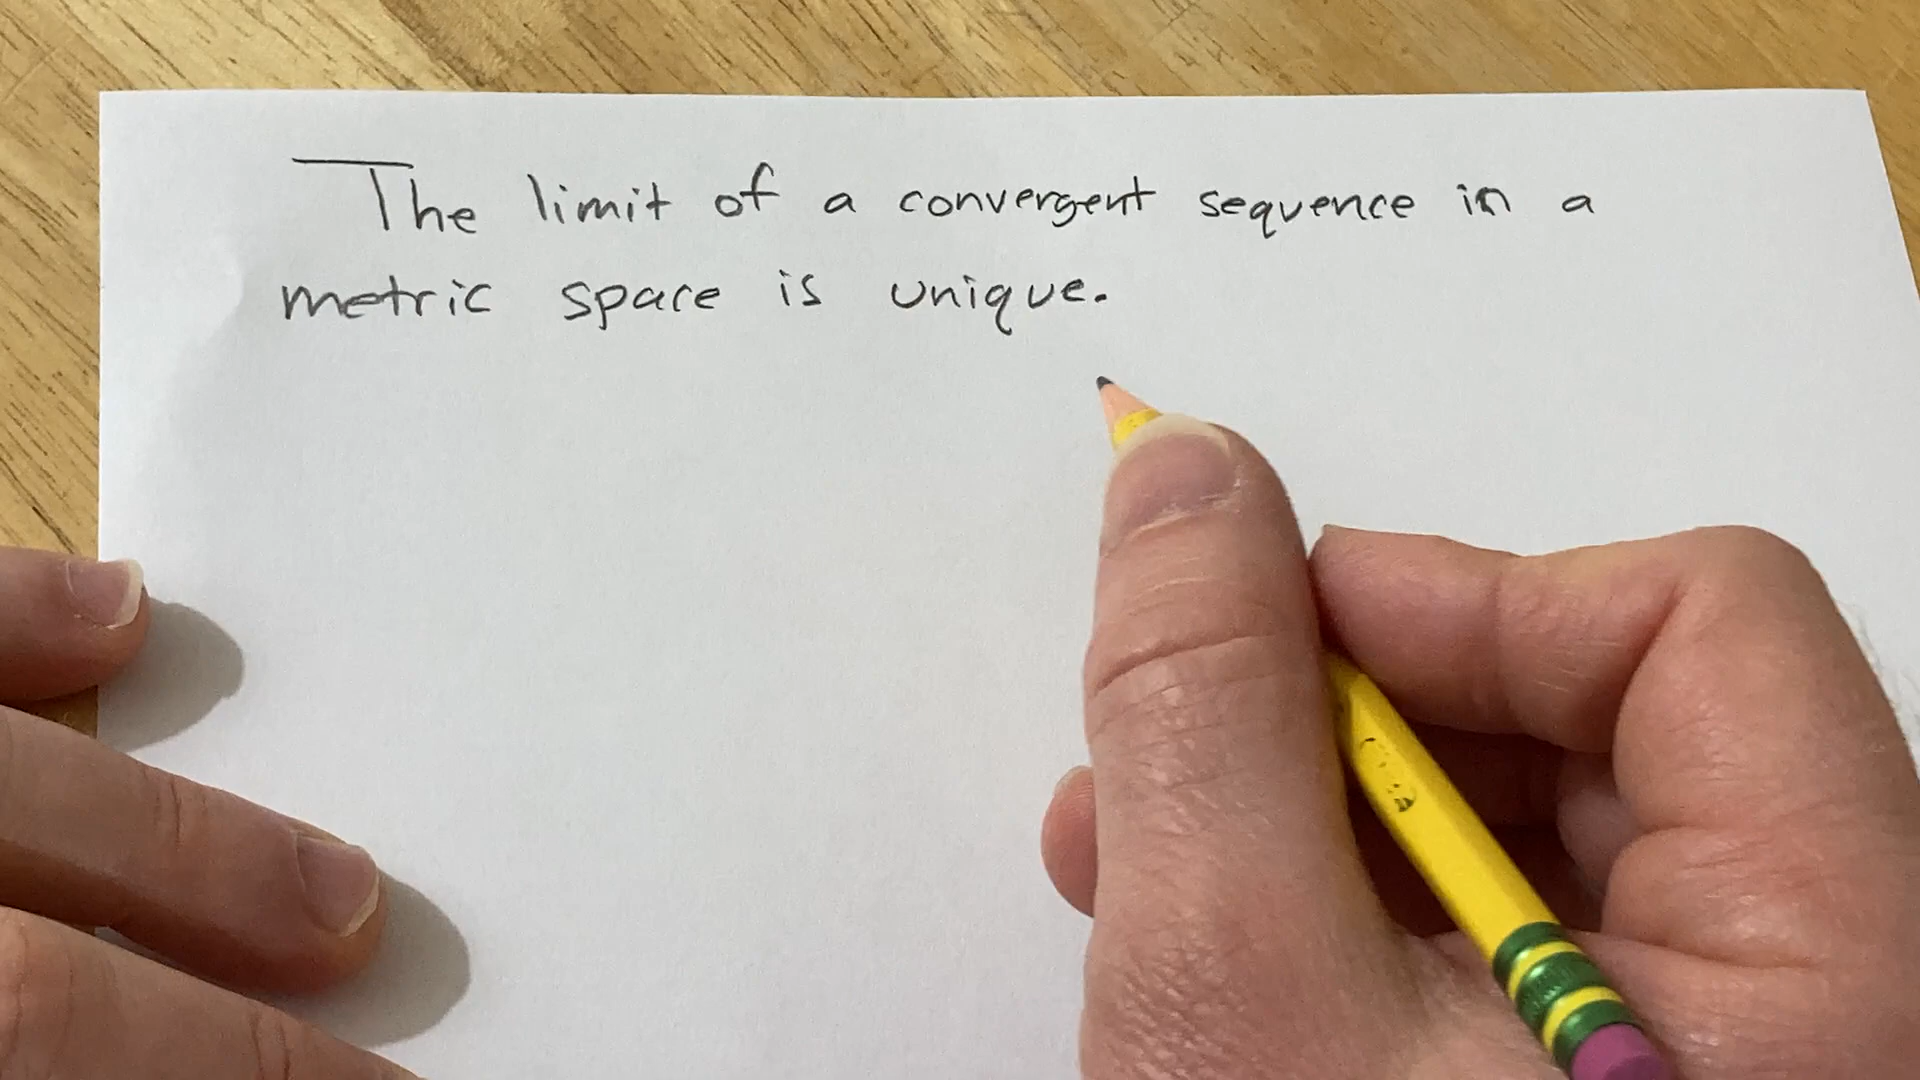 The limit of a convergent sequence in a
metric space is unique.